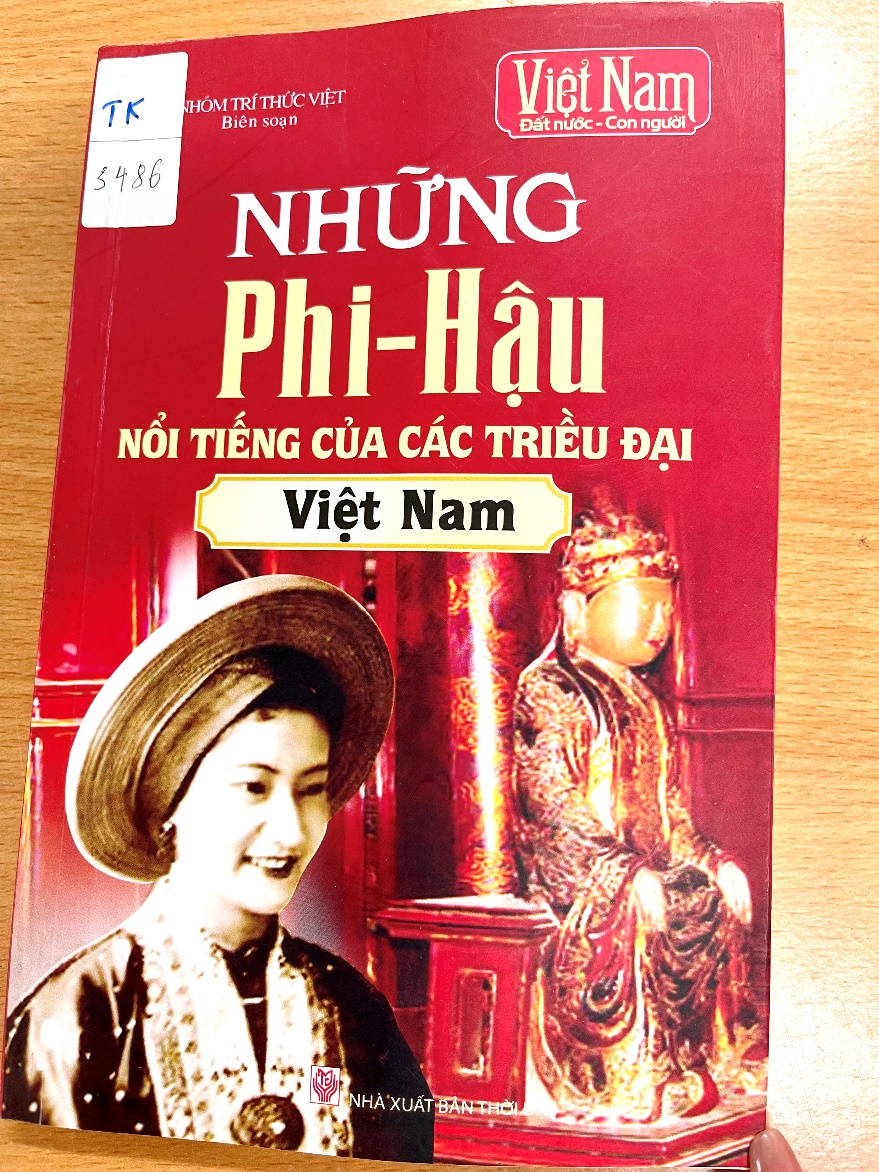 TK
3486
NHÓM TRÍ THỨC VIỆT
Biên soạn
Việt Nam
Đất nước - Con người
NHỮNG
Phi-Hậu
NỔI TIẾNG CỦA CÁC TRIỀU ĐẠI
Việt Nam
NHÀ XUẤT BẢN THỜI